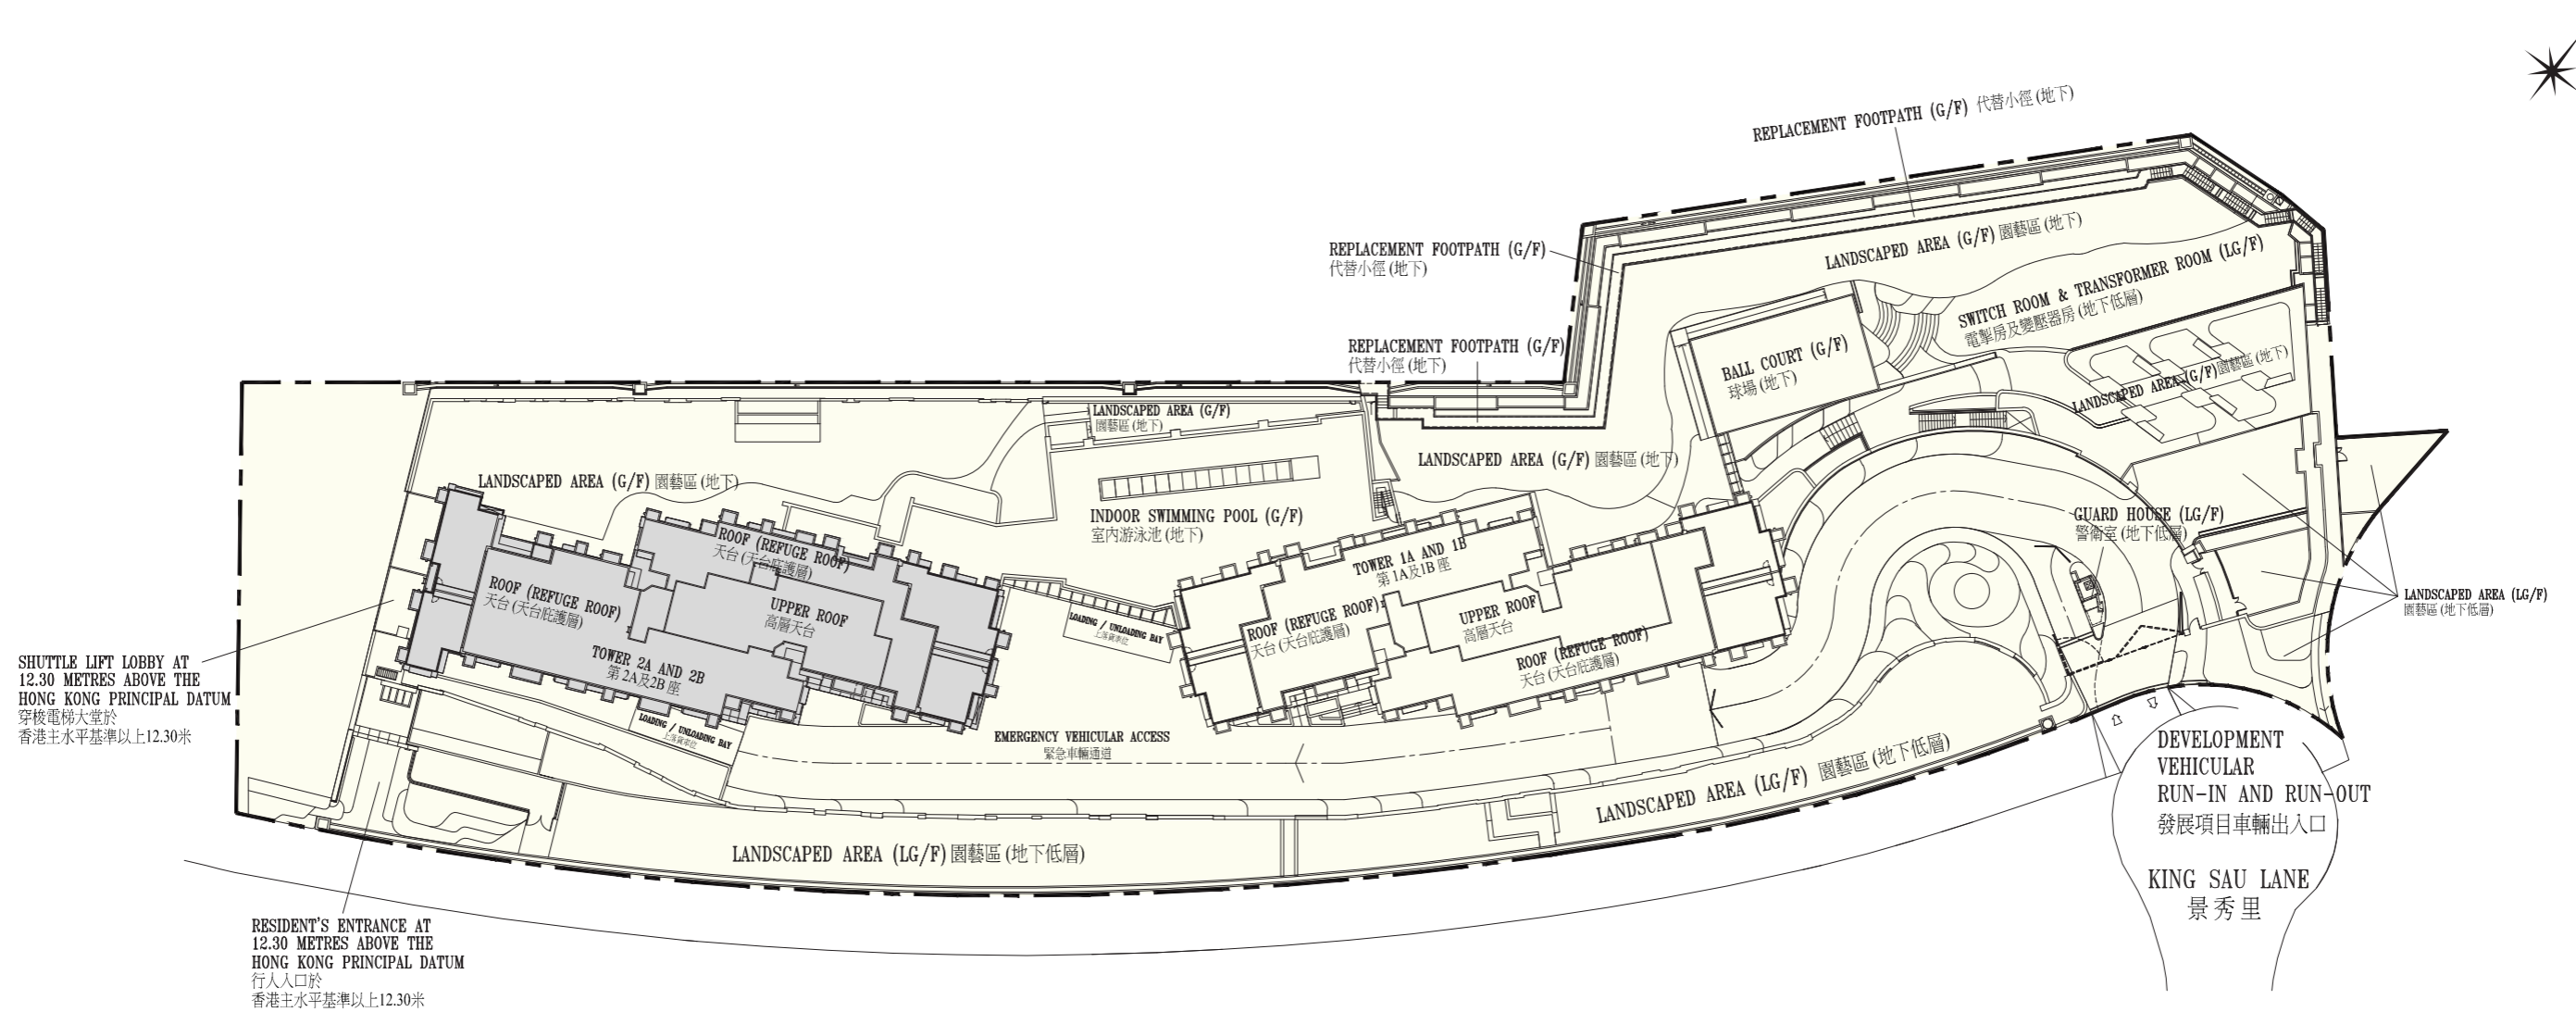 REPLACEMENT FOOTPATH (G/F) 代替小徑 (地下)
REPLACEMENT FOOTPATH (G/F)
代替小徑 (地下)
LANDSCAPED AREA (G/F) 園藝區 (地下)
SWITCH ROOM & TRANSFORMER ROOM (LG/F)
電掣房及變壓器房 (地下低層)
REPLACEMENT FOOTPATH (G/F)
代替小徑 (地下)
BALL COURT (G/F)
球場 (地下)
LANDSCAPED AREA (G/F) 園藝區 (地下)
LANDSCAPED AREA (G/F)
園藝區 (地下)
LANDSCAPED AREA (G/F) 園藝區 (地下)
LANDSCAPED AREA (G/F) 園藝區 (地下)
INDOOR SWIMMING POOL (G/F)
室內游泳池 (地下)
GUARD HOUSE (LG/F)
警衛室 (地下低層)
ROOF (REFUGE ROOF)
天台 (天台庇護層)
ROOF (REFUGE ROOF)
天台 (天台庇護層)
UPPER ROOF
高層天台
TOWER 2A AND 2B
第 2A及2B 座
LOADING / UNLOADING BAY
上落貨車位
LOADING / UNLOADING BAY
上落貨車位
TOWER 1A AND 1B
第 1A及1B 座
ROOF (REFUGE ROOF)
天台 (天台庇護層)
UPPER ROOF
高層天台
ROOF (REFUGE ROOF)
天台 (天台庇護層)
LANDSCAPED AREA (LG/F)
園藝區 (地下低層)
SHUTTLE LIFT LOBBY AT
12.30 METRES ABOVE THE
HONG KONG PRINCIPAL DATUM
穿梭電梯大堂於
香港主水平基準以上12.30米
EMERGENCY VEHICULAR ACCESS
緊急車輛通道
LANDSCAPED AREA (LG/F) 園藝區 (地下低層)
LANDSCAPED AREA (LG/F) 園藝區 (地下低層)
DEVELOPMENT
VEHICULAR
RUN-IN AND RUN-OUT
發展項目車輛出入口
KING SAU LANE
景秀里
RESIDENT'S ENTRANCE AT
12.30 METRES ABOVE THE
HONG KONG PRINCIPAL DATUM
行人入口於
香港主水平基準以上12.30米